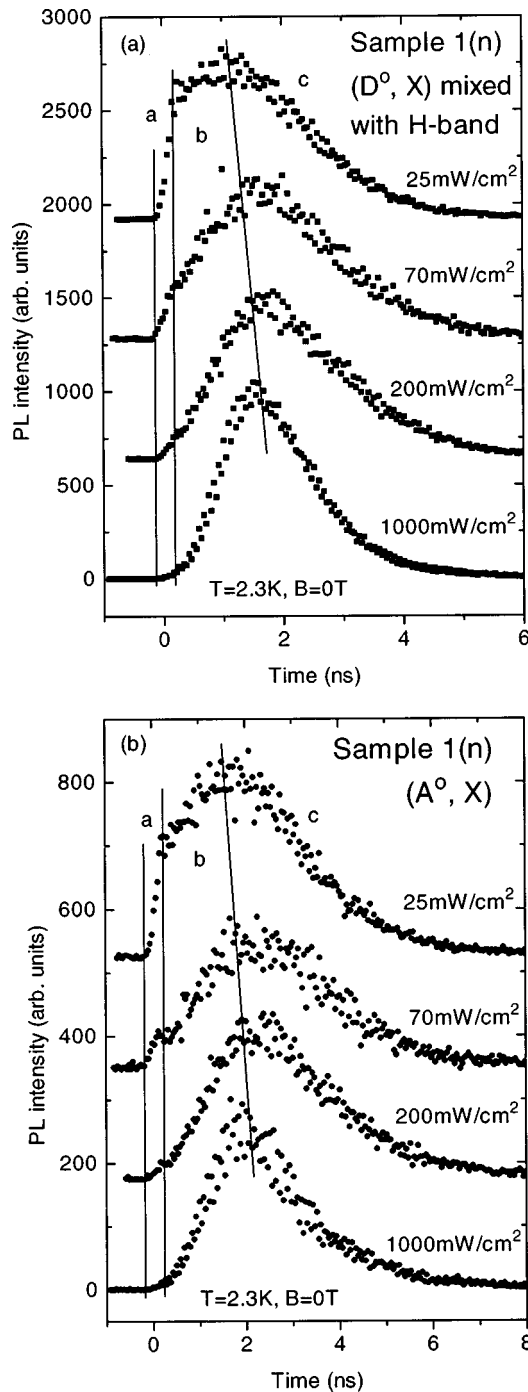 (a)
Sample 1(n)
(Dº, X) mixed
with H-band
a
b
c
25mW/cm²
70mW/cm²
200mW/cm²
1000mW/cm²
T=2.3K, B=0T
3000
2500
2000
1500
1000
500
0
PL intensity (arb. units)
0 2 4 6
Time (ns)
(b)
Sample 1(n)
(Aº, X)
a
b
c
25mW/cm²
70mW/cm²
200mW/cm²
1000mW/cm²
T=2.3K, B=0T
800
600
400
200
0
PL intensity (arb. units)
0 2 4 6 8
Time (ns)